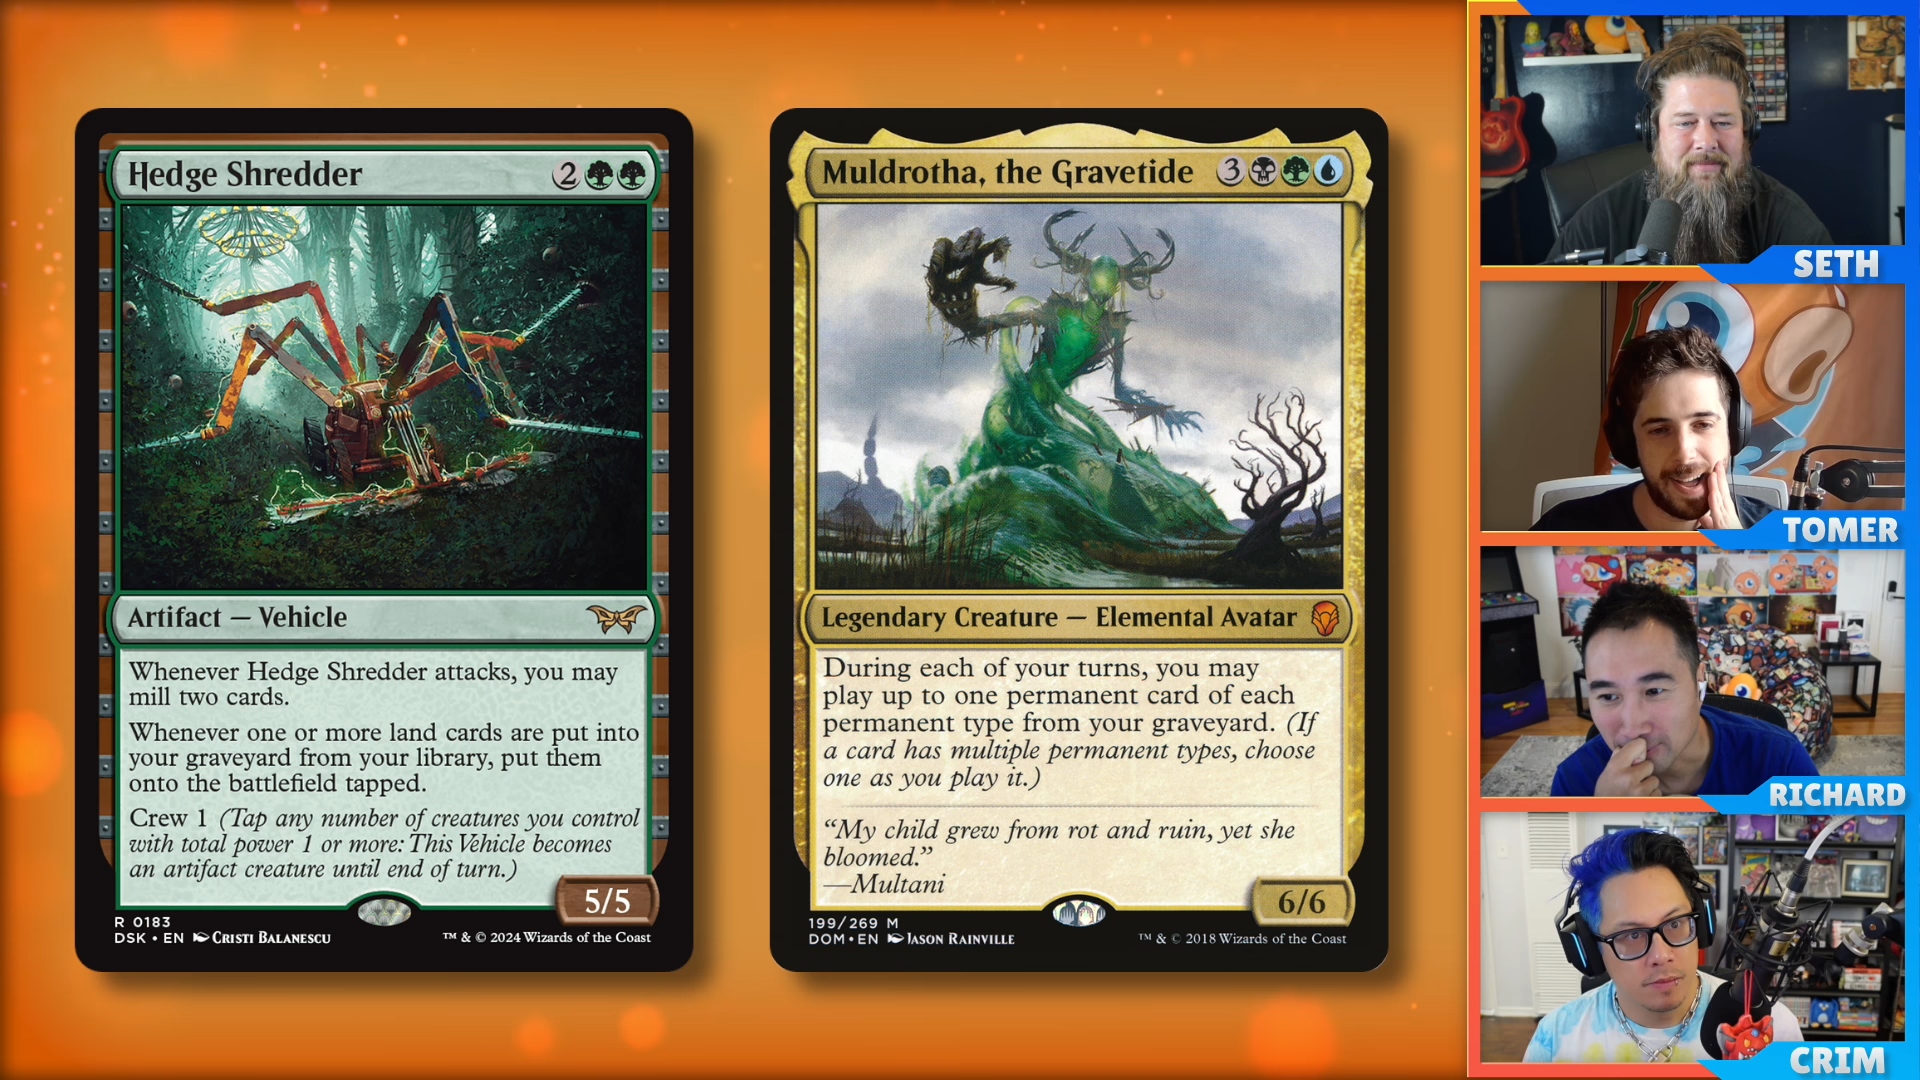 Hedge Shredder 2
Artifact — Vehicle
Whenever Hedge Shredder attacks, you may
mill two cards.
Whenever one or more land cards are put into
your graveyard from your library, put them
onto the battlefield tapped.
Crew 1 (Tap any number of creatures you control
with total power 1 or more: This Vehicle becomes
an artifact creature until end of turn.)
5/5
R 0183
DSK • EN CRISTI BALANESCU
™ & © 2024 Wizards of the Coast
Muldrotha, the Gravetide 3
Legendary Creature — Elemental Avatar
During each of your turns, you may
play up to one permanent card of each
permanent type from your graveyard. (If
a card has multiple permanent types, choose
one as you play it.)
“My child grew from rot and ruin, yet she
bloomed.”
—Multani
6/6
199/269 M
DOM • EN JASON RAINVILLE
™ & © 2018 Wizards of the Coast
SETH
TOMER
RICHARD
CRIM